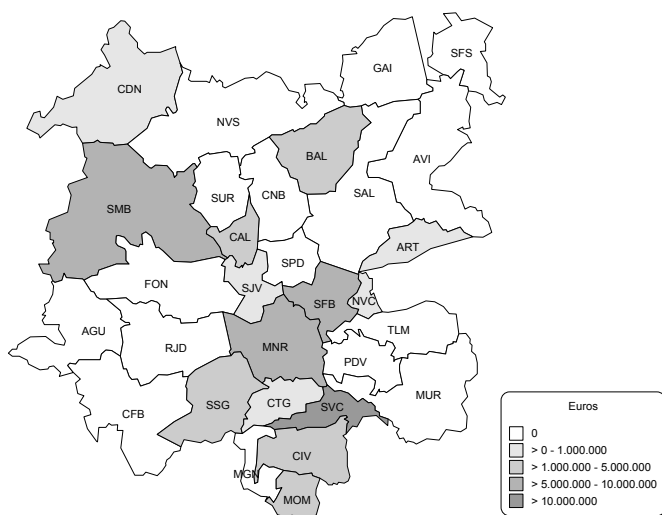 SFS
GAI
CDN
NVS
BAL
AVI
SAL
SUR
CNB
SMB
CAL
ART
SPD
FON
SJV
SFB
NVC
AGU
TLM
RJD
MNR
PDV
MUR
SSG
CTG
SVC
CFB
CIV
MGN
MOM
Euros
0
> 0 - 1.000.000
> 1.000.000 - 5.000.000
> 5.000.000 - 10.000.000
> 10.000.000